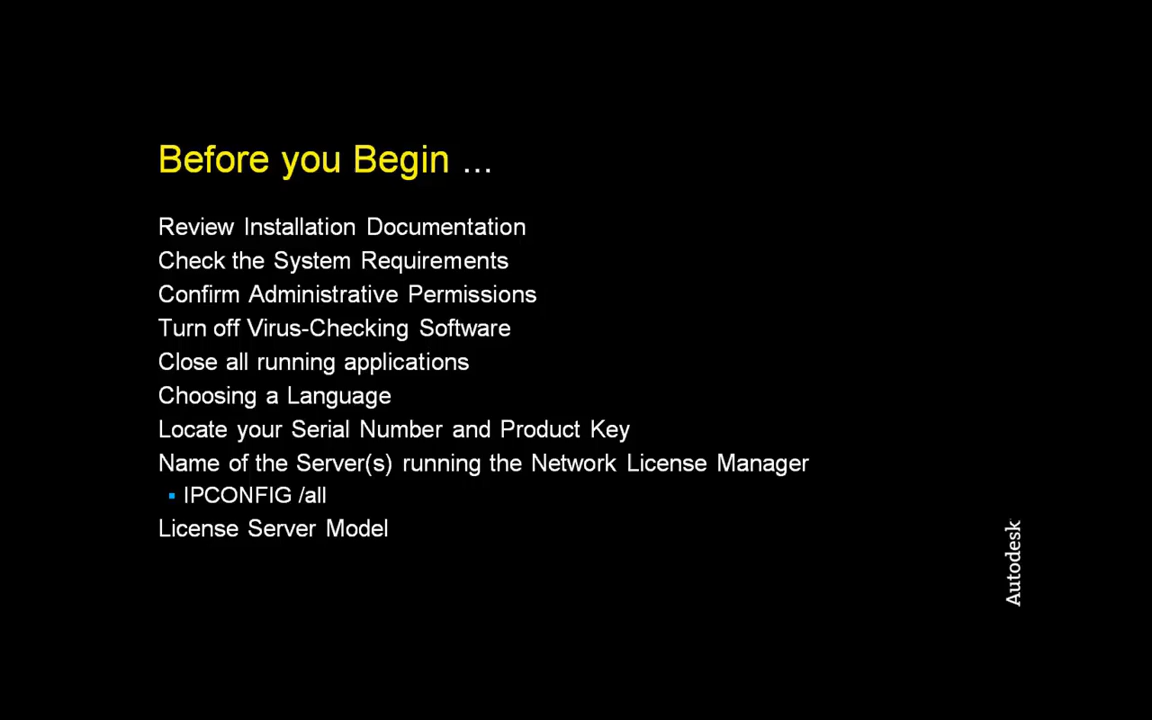 Before you Begin ...
Review Installation Documentation
Check the System Requirements
Confirm Administrative Permissions
Turn off Virus-Checking Software
Close all running applications
Choosing a Language
Locate your Serial Number and Product Key
Name of the Server(s) running the Network License Manager
▪ IPCONFIG /all
License Server Model
Autodesk